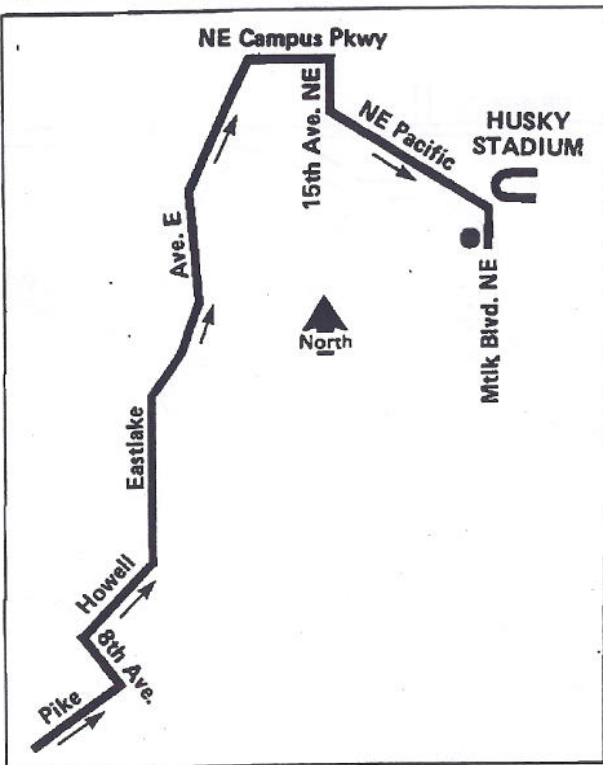 NE Campus Pkwy
15th Ave. NE
NE Pacific
HUSKY
STADIUM
Mtlk Blvd. NE
North
Ave. E
Eastlake
Howell
8th Ave.
Pike